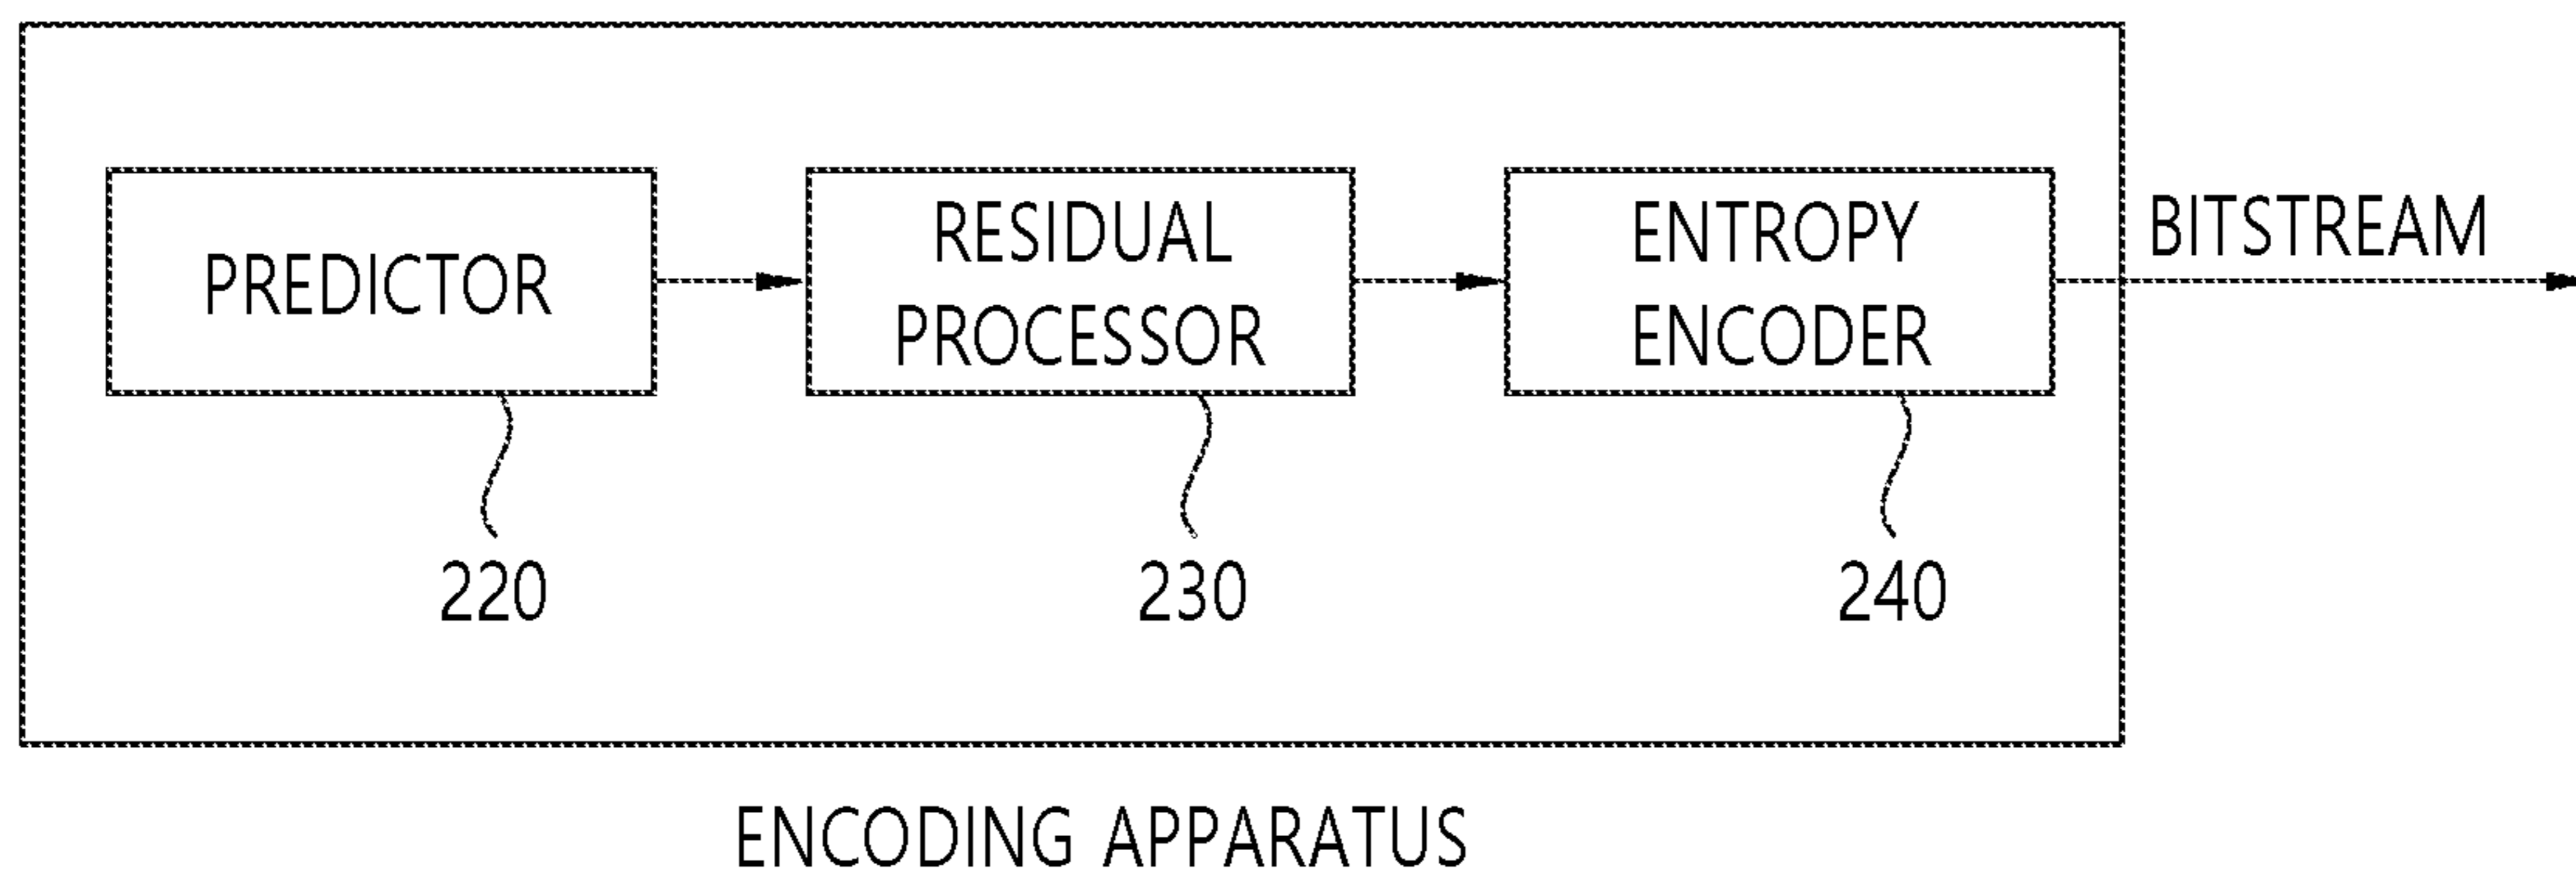 PREDICTOR
RESIDUAL
PROCESSOR
ENTROPY
ENCODER
BITSTREAM
220
230
240
ENCODING APPARATUS